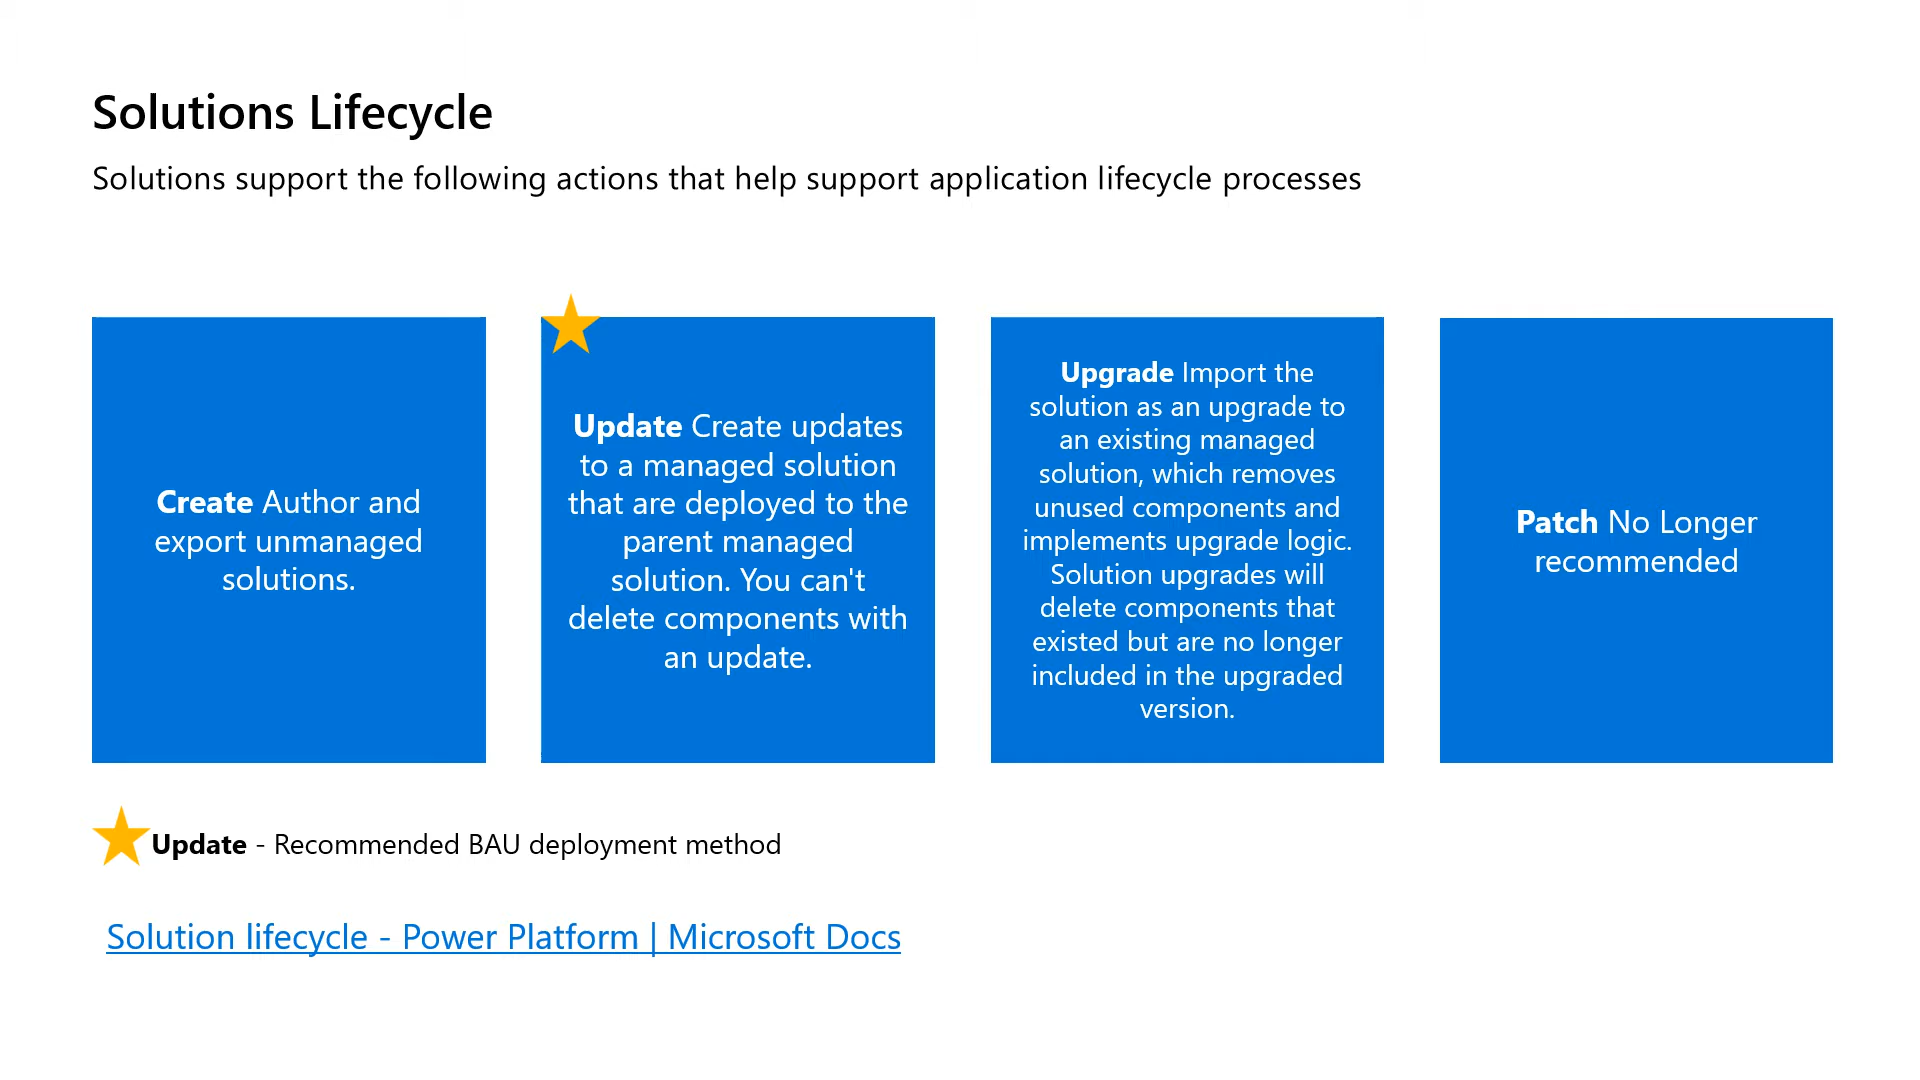 Solutions Lifecycle
Solutions support the following actions that help support application lifecycle processes
Create Author and
export unmanaged
solutions.
Update Create updates
to a managed solution
that are deployed to the
parent managed
solution. You can't
delete components with
an update.
Upgrade Import the
solution as an upgrade to
an existing managed
solution, which removes
unused components and
implements upgrade logic.
Solution upgrades will
delete components that
existed but are no longer
included in the upgraded
version.
Patch No Longer
recommended
Update - Recommended BAU deployment method
Solution lifecycle - Power Platform | Microsoft Docs